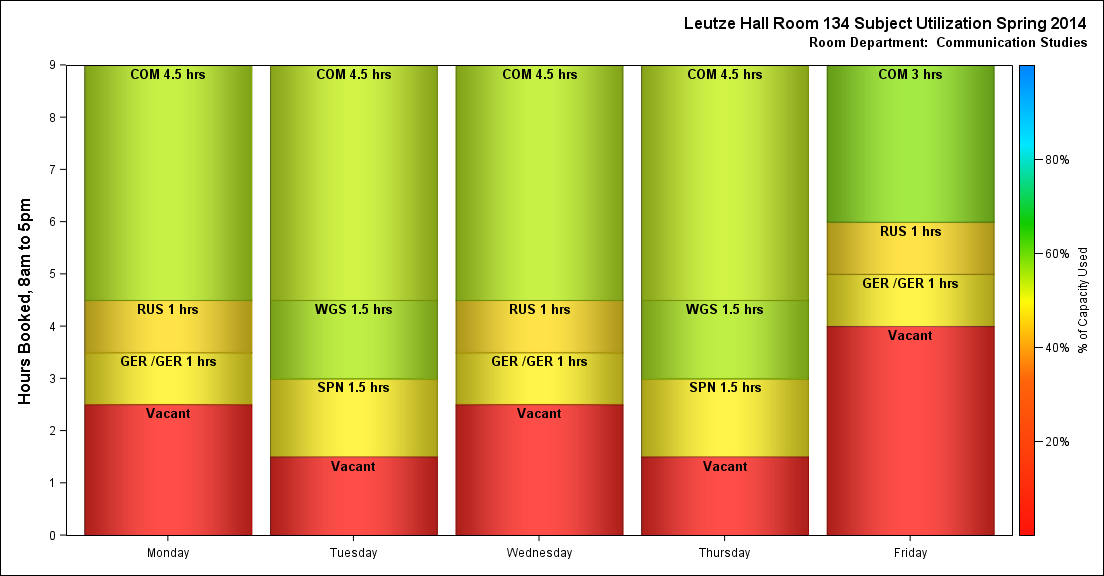 Leutze Hall Room 134 Subject Utilization Spring 2014
Room Department:  Communication Studies
Hours Booked, 8am to 5pm
9
8
7
6
5
4
3
2
1
0
COM 4.5 hrs
RUS 1 hrs
GER /GER 1 hrs
Vacant
Monday
COM 4.5 hrs
WGS 1.5 hrs
SPN 1.5 hrs
Vacant
Tuesday
COM 4.5 hrs
RUS 1 hrs
GER /GER 1 hrs
Vacant
Wednesday
COM 4.5 hrs
WGS 1.5 hrs
SPN 1.5 hrs
Vacant
Thursday
COM 3 hrs
RUS 1 hrs
GER /GER 1 hrs
Vacant
Friday
80%
60%
40%
20%
% of Capacity Used